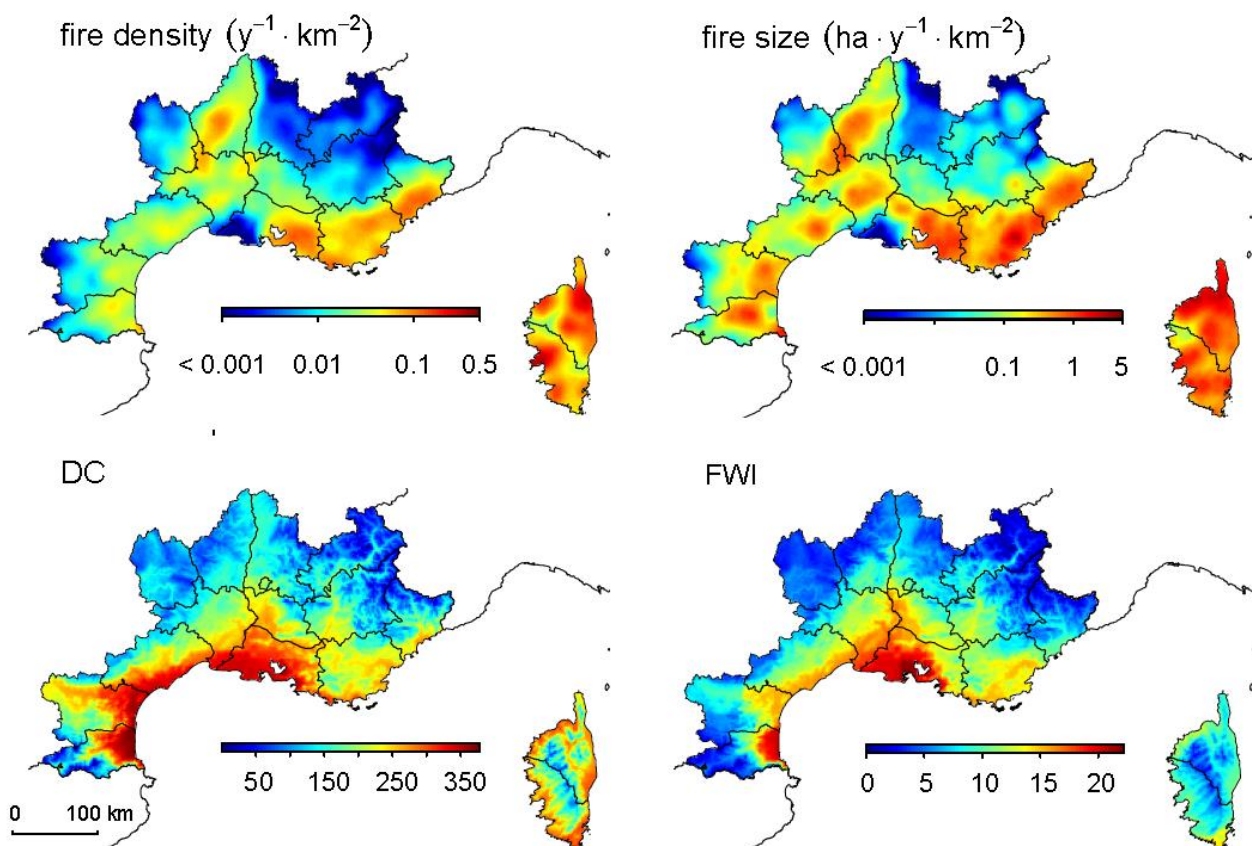 fire density (y⁻¹ · km⁻²)
fire size (ha · y⁻¹ · km⁻²)
< 0.001 0.01 0.1 0.5
< 0.001 0.1 1 5
DC
FWI
50 150 250 350
0 5 10 15 20
0 100 km